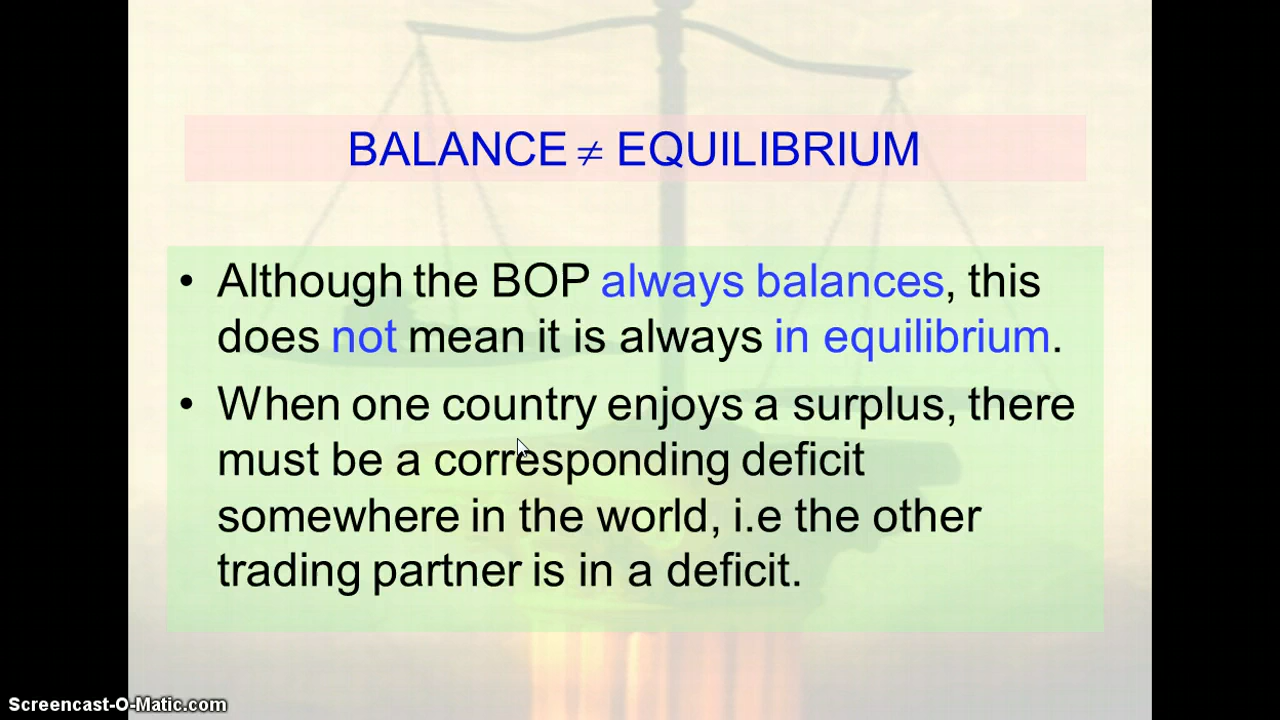 BALANCE ≠ EQUILIBRIUM
• Although the BOP always balances, this
does not mean it is always in equilibrium.
• When one country enjoys a surplus, there
must be a corresponding deficit
somewhere in the world, i.e the other
trading partner is in a deficit.
Screencast-O-Matic.com